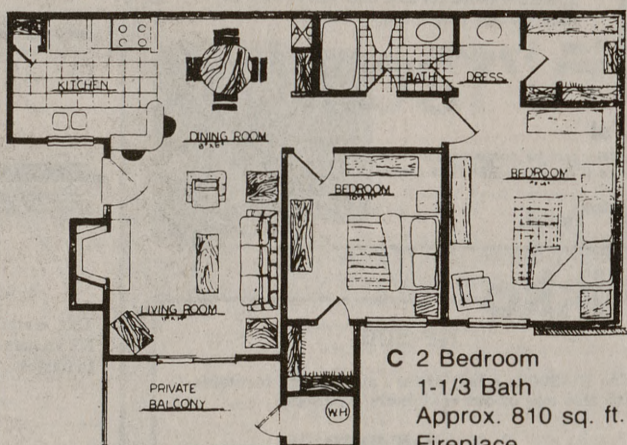 KITCHEN
DINING ROOM
BATH
DRESS
BEDROOM
BEDROOM
LIVING ROOM
PRIVATE
BALCONY
WH
C 2 Bedroom
1-1/3 Bath
Approx. 810 sq. ft.
Fireplace